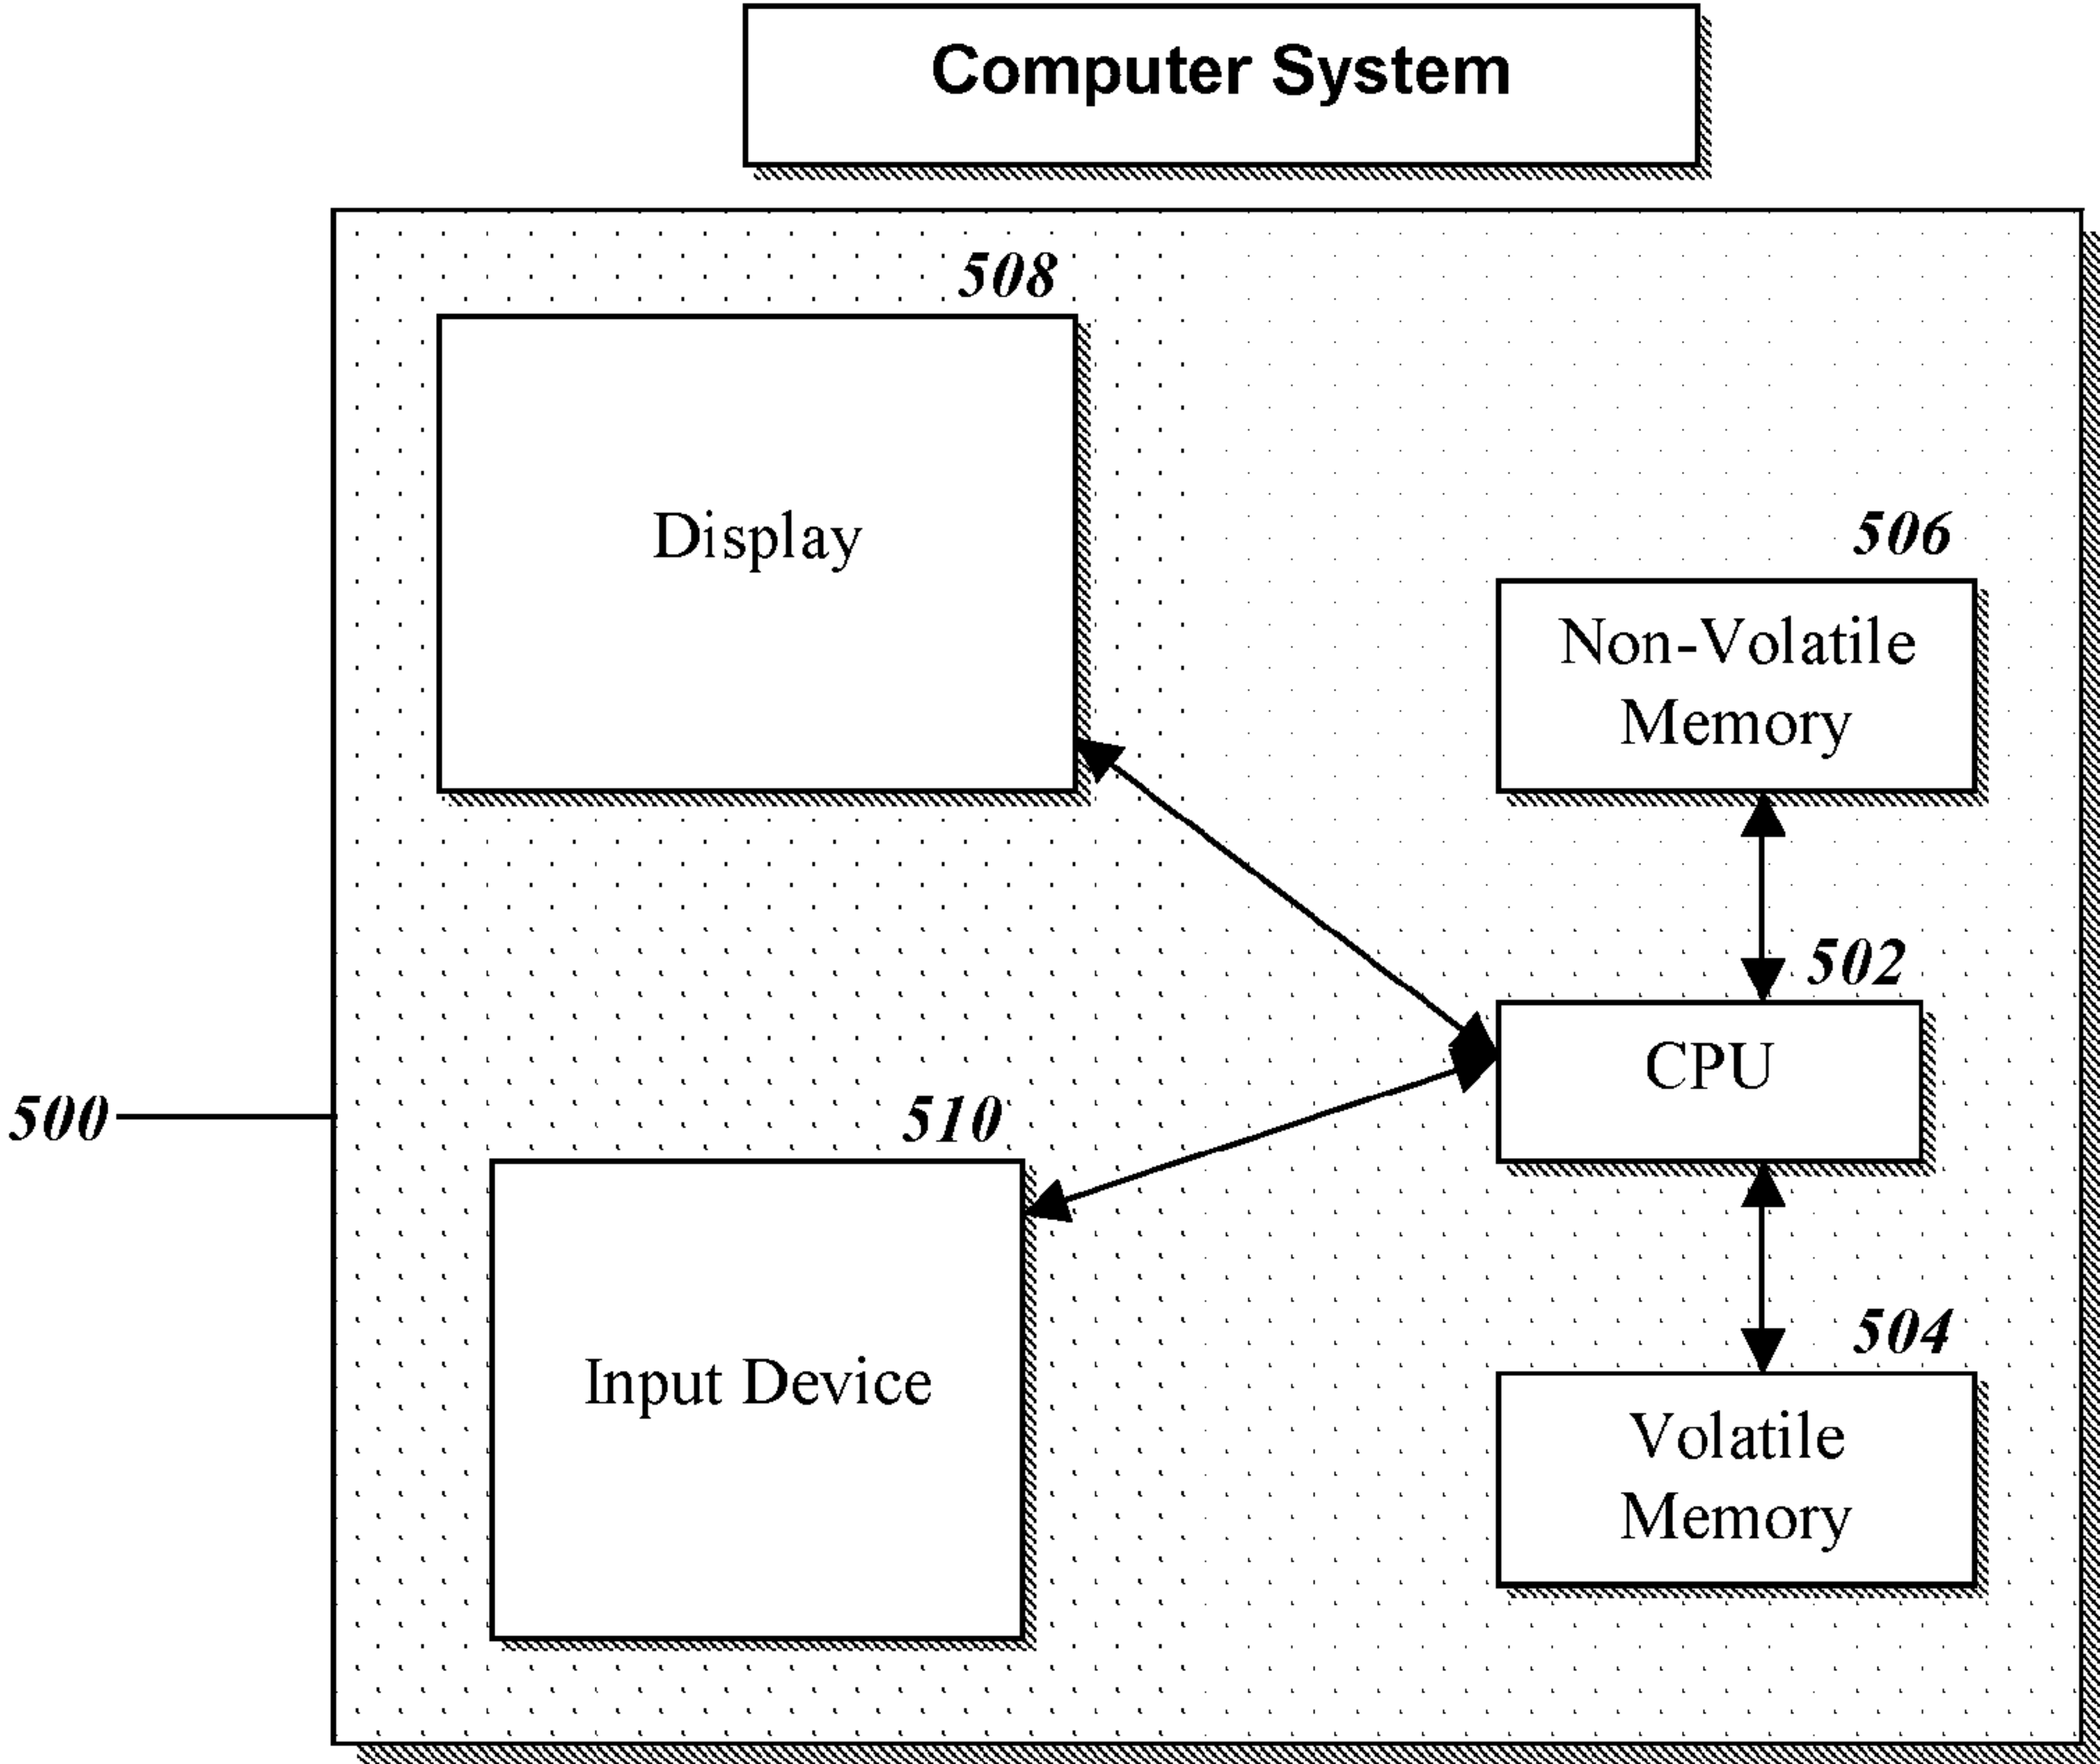 Computer System
508
Display
506
Non-Volatile
Memory
502
CPU
500
510
Input Device
504
Volatile
Memory